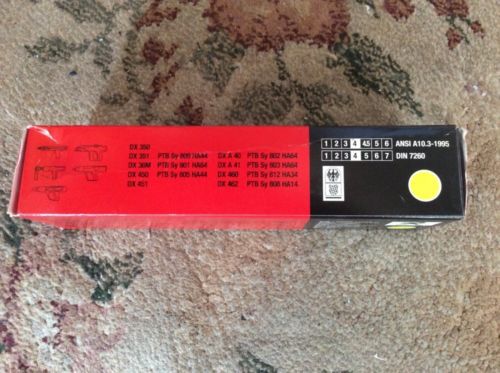 DX 350
DX 351 PTB Sy 809 HA44
DX 36M PTB Sy 801 HA64
DX 450 PTB Sy 805 HA44
DX 451
DX A 40 PTB Sy 802 HA64
DX A 41 PTB Sy 803 HA64
DX 460 PTB Sy 812 HA34
DX 462 PTB Sy 808 HA14
1 2 3 4 45 5 6 ANSI A10.3-1995
1 2 3 4 5 6 7 DIN 7260